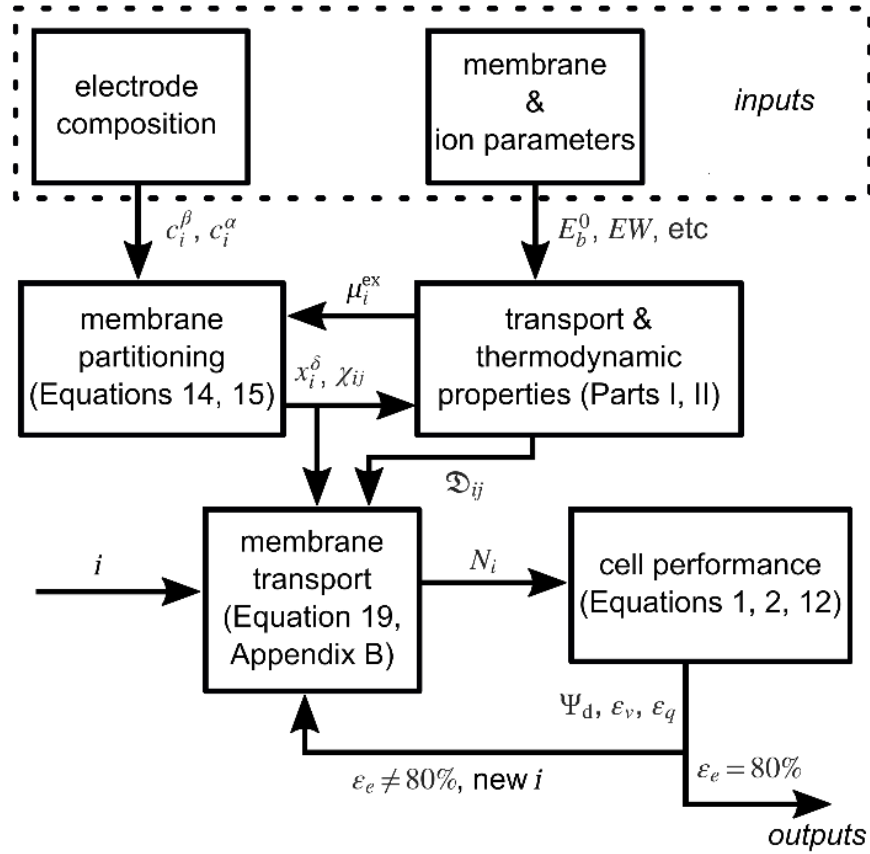 electrode
composition
membrane
&
ion parameters
inputs
c_i^β, c_i^α
E_b^0, EW, etc
membrane
partitioning
(Equations 14, 15)
μ_i^ex
x_i^δ, χ_ij
transport &
thermodynamic
properties (Parts I, II)
𝔇_ij
i
membrane
transport
(Equation 19,
Appendix B)
N_i
cell performance
(Equations 1, 2, 12)
Ψ_d, ε_v, ε_q
ε_e ≠ 80%, new i
ε_e = 80%
outputs